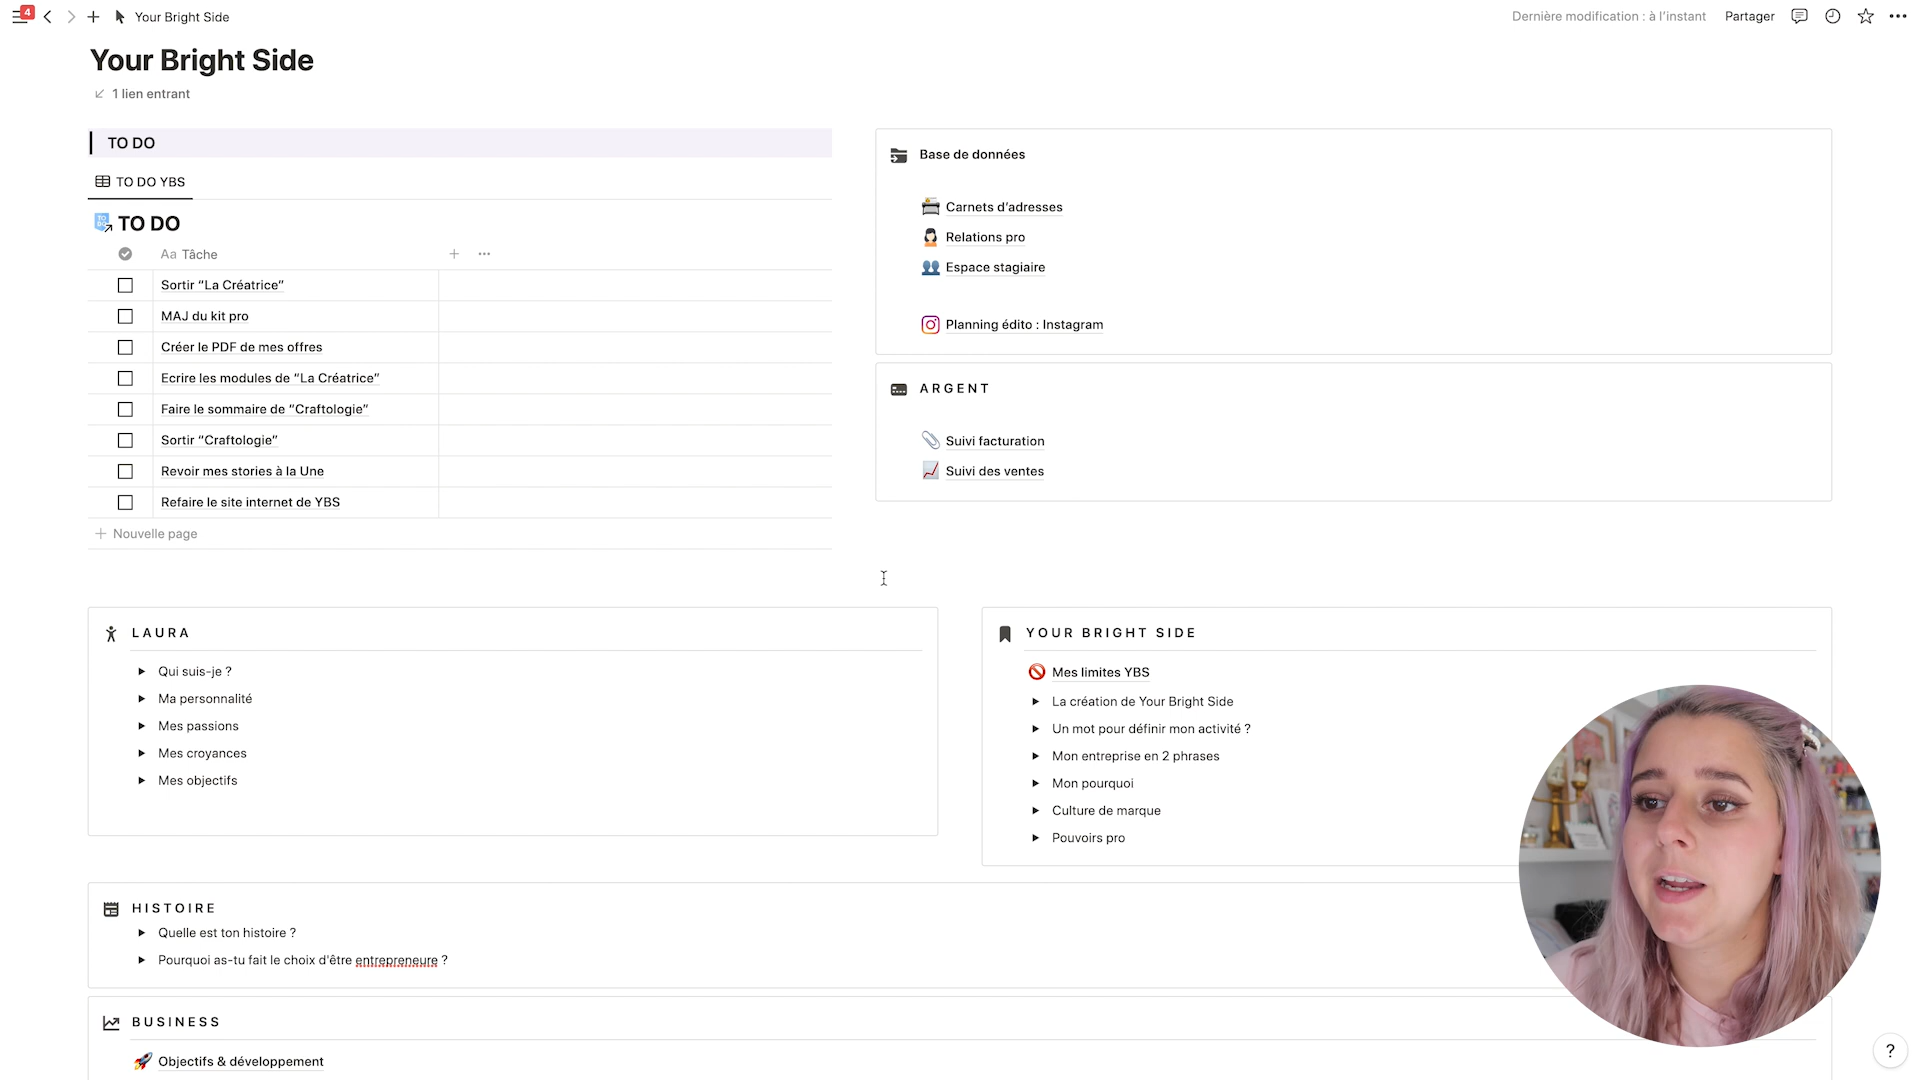 4
Your Bright Side
Dernière modification : à l'instant
Partager
Your Bright Side
1 lien entrant
TO DO
TO DO YBS
TO DO
Aa Tâche
Sortir “La Créatrice”
MAJ du kit pro
Créer le PDF de mes offres
Ecrire les modules de “La Créatrice”
Faire le sommaire de “Craftologie”
Sortir “Craftologie”
Revoir mes stories à la Une
Refaire le site internet de YBS
Nouvelle page
Base de données
Carnets d’adresses
Relations pro
Espace stagiaire
Planning édito : Instagram
ARGENT
Suivi facturation
Suivi des ventes
LAURA
Qui suis-je ?
Ma personnalité
Mes passions
Mes croyances
Mes objectifs
YOUR BRIGHT SIDE
Mes limites YBS
La création de Your Bright Side
Un mot pour définir mon activité ?
Mon entreprise en 2 phrases
Mon pourquoi
Culture de marque
Pouvoirs pro
HISTOIRE
Quelle est ton histoire ?
Pourquoi as-tu fait le choix d'être entrepreneure ?
BUSINESS
Objectifs & développement
?